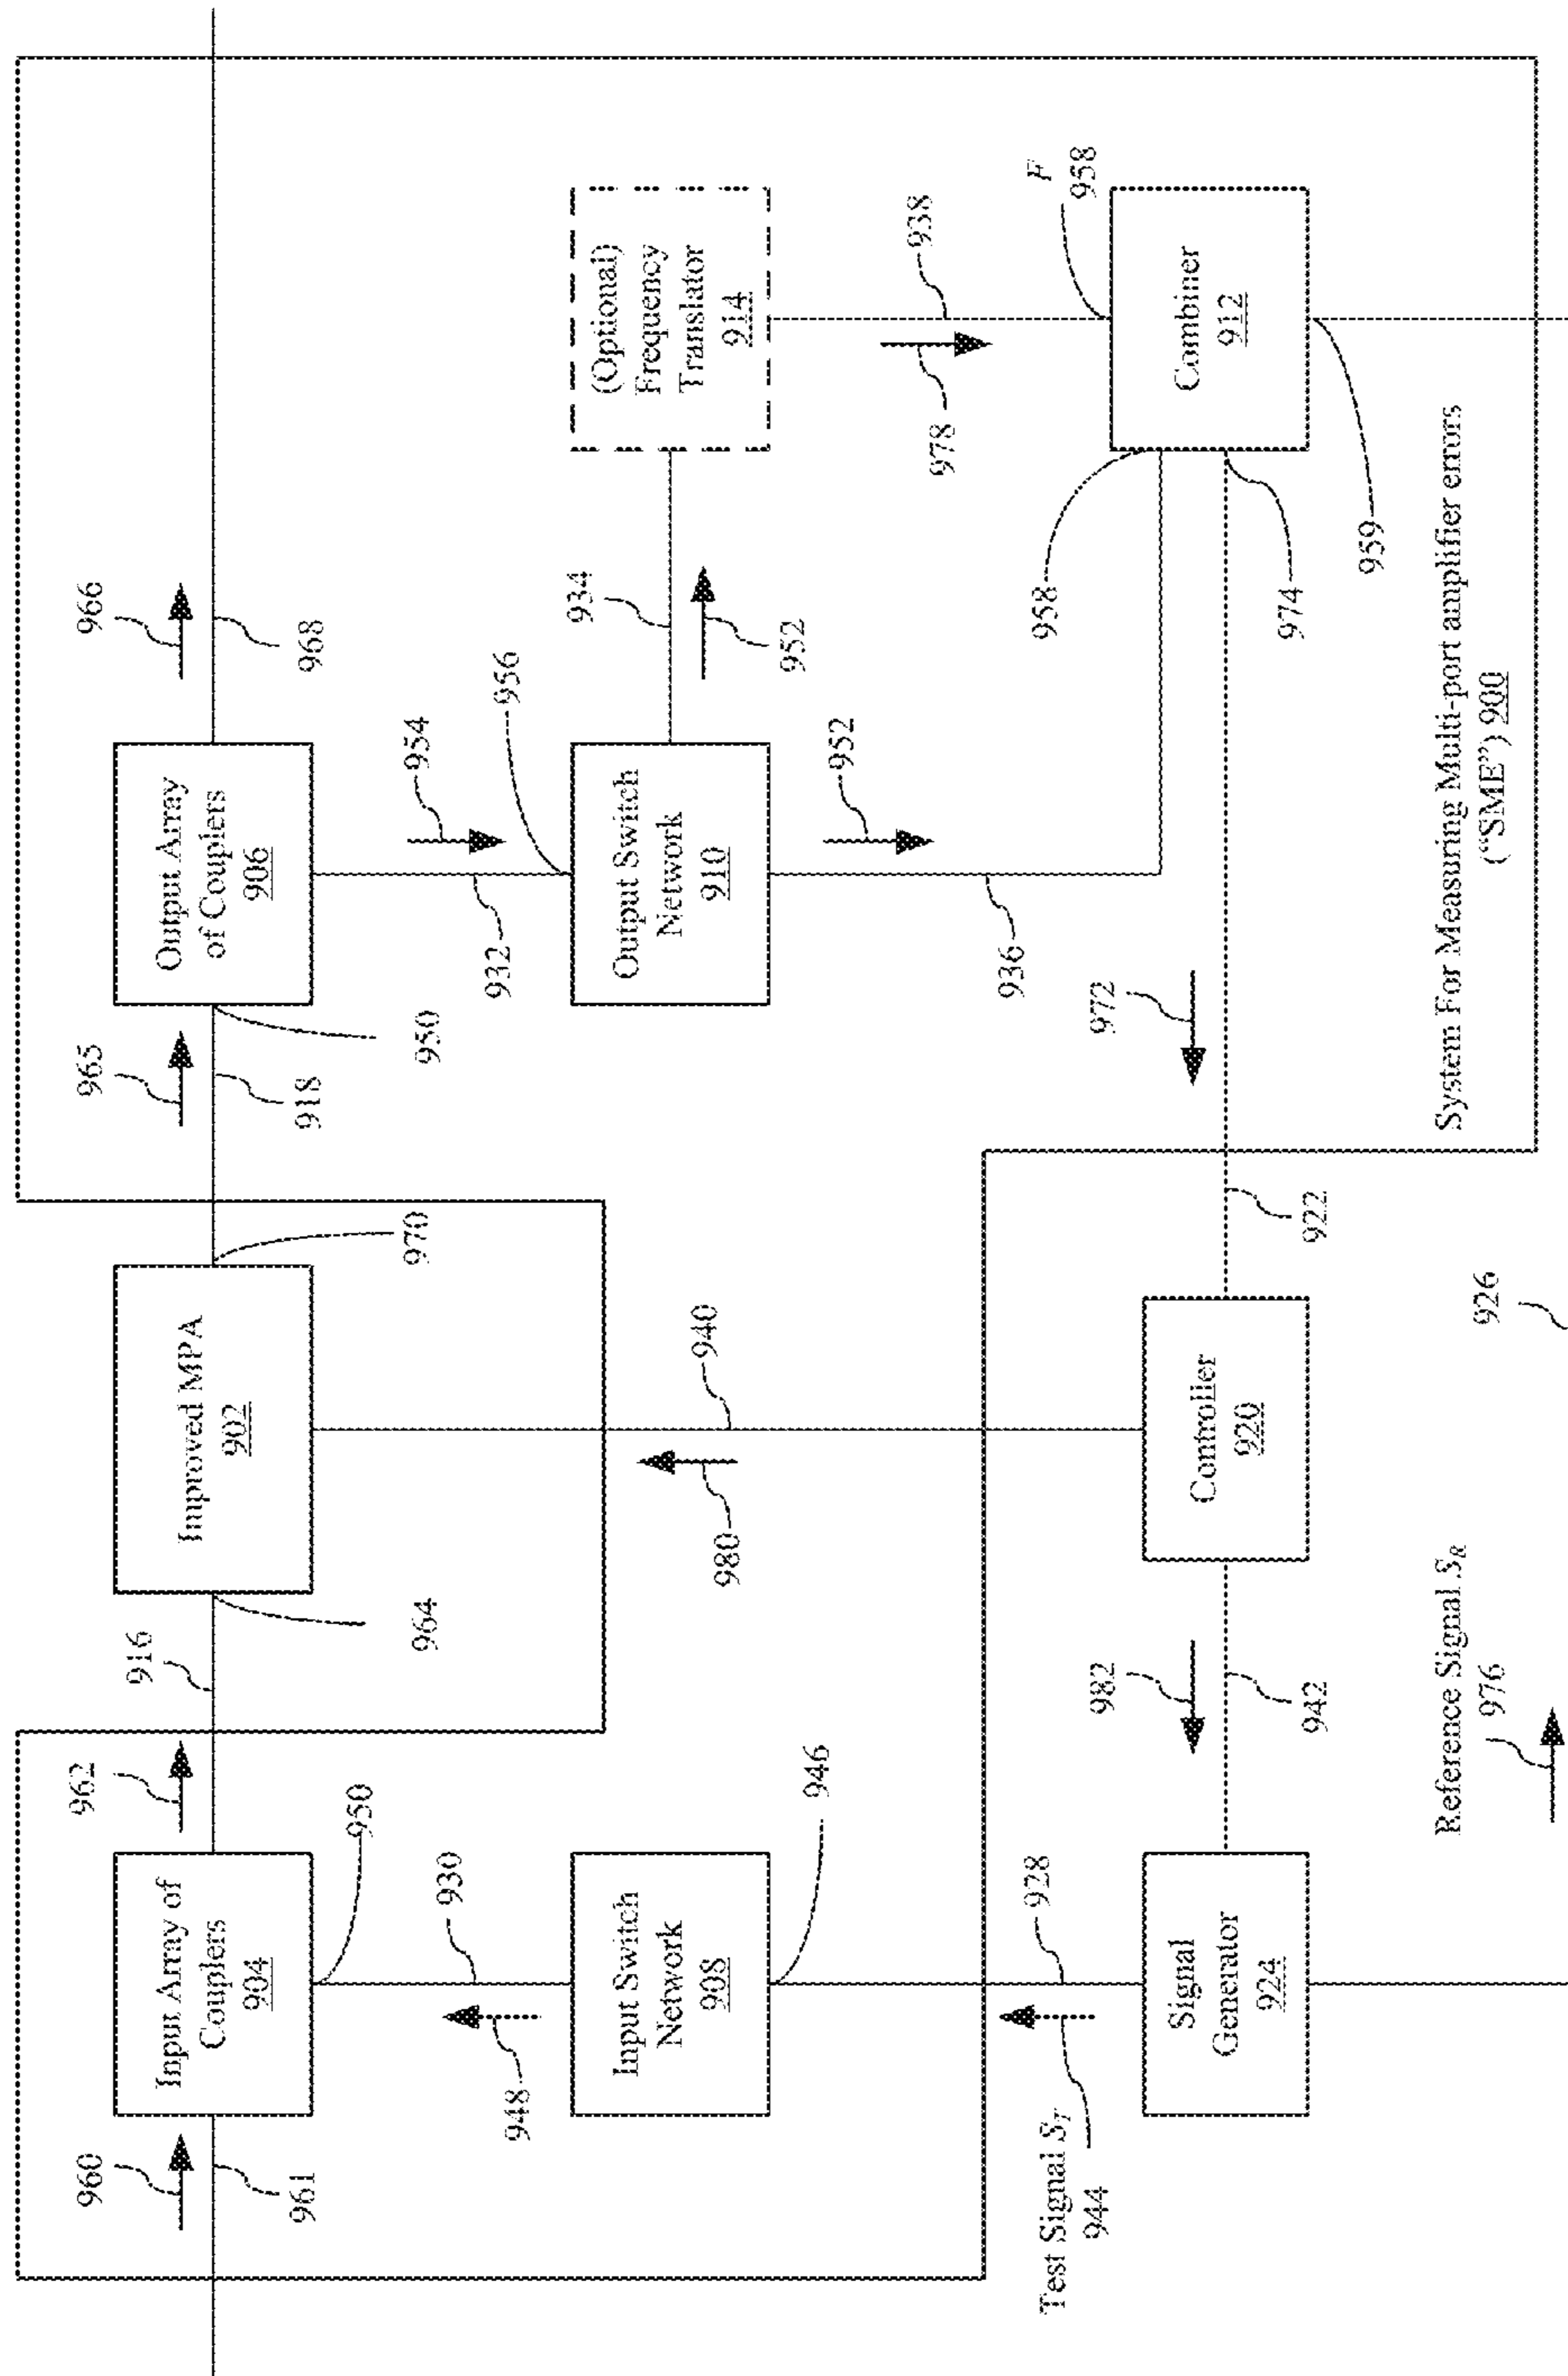 960
961
Input Array of
Couplers
904
962
916
Improved MPA
902
964
970
965
918
Output Array
of Couplers
906
950
966
968
950
930
948
Input Switch
Network
908
946
980
940
954
932
956
Output Switch
Network
910
934
952
(Optional)
Frequency
Translator
914
952
936
978
938
F
958
958
Combiner
912
974
959
972
922
Controller
920
982
942
Test Signal S_T
944
928
Signal
Generator
924
Reference Signal S_R
976
926
System For Measuring Multi-port amplifier errors
("SME") 900